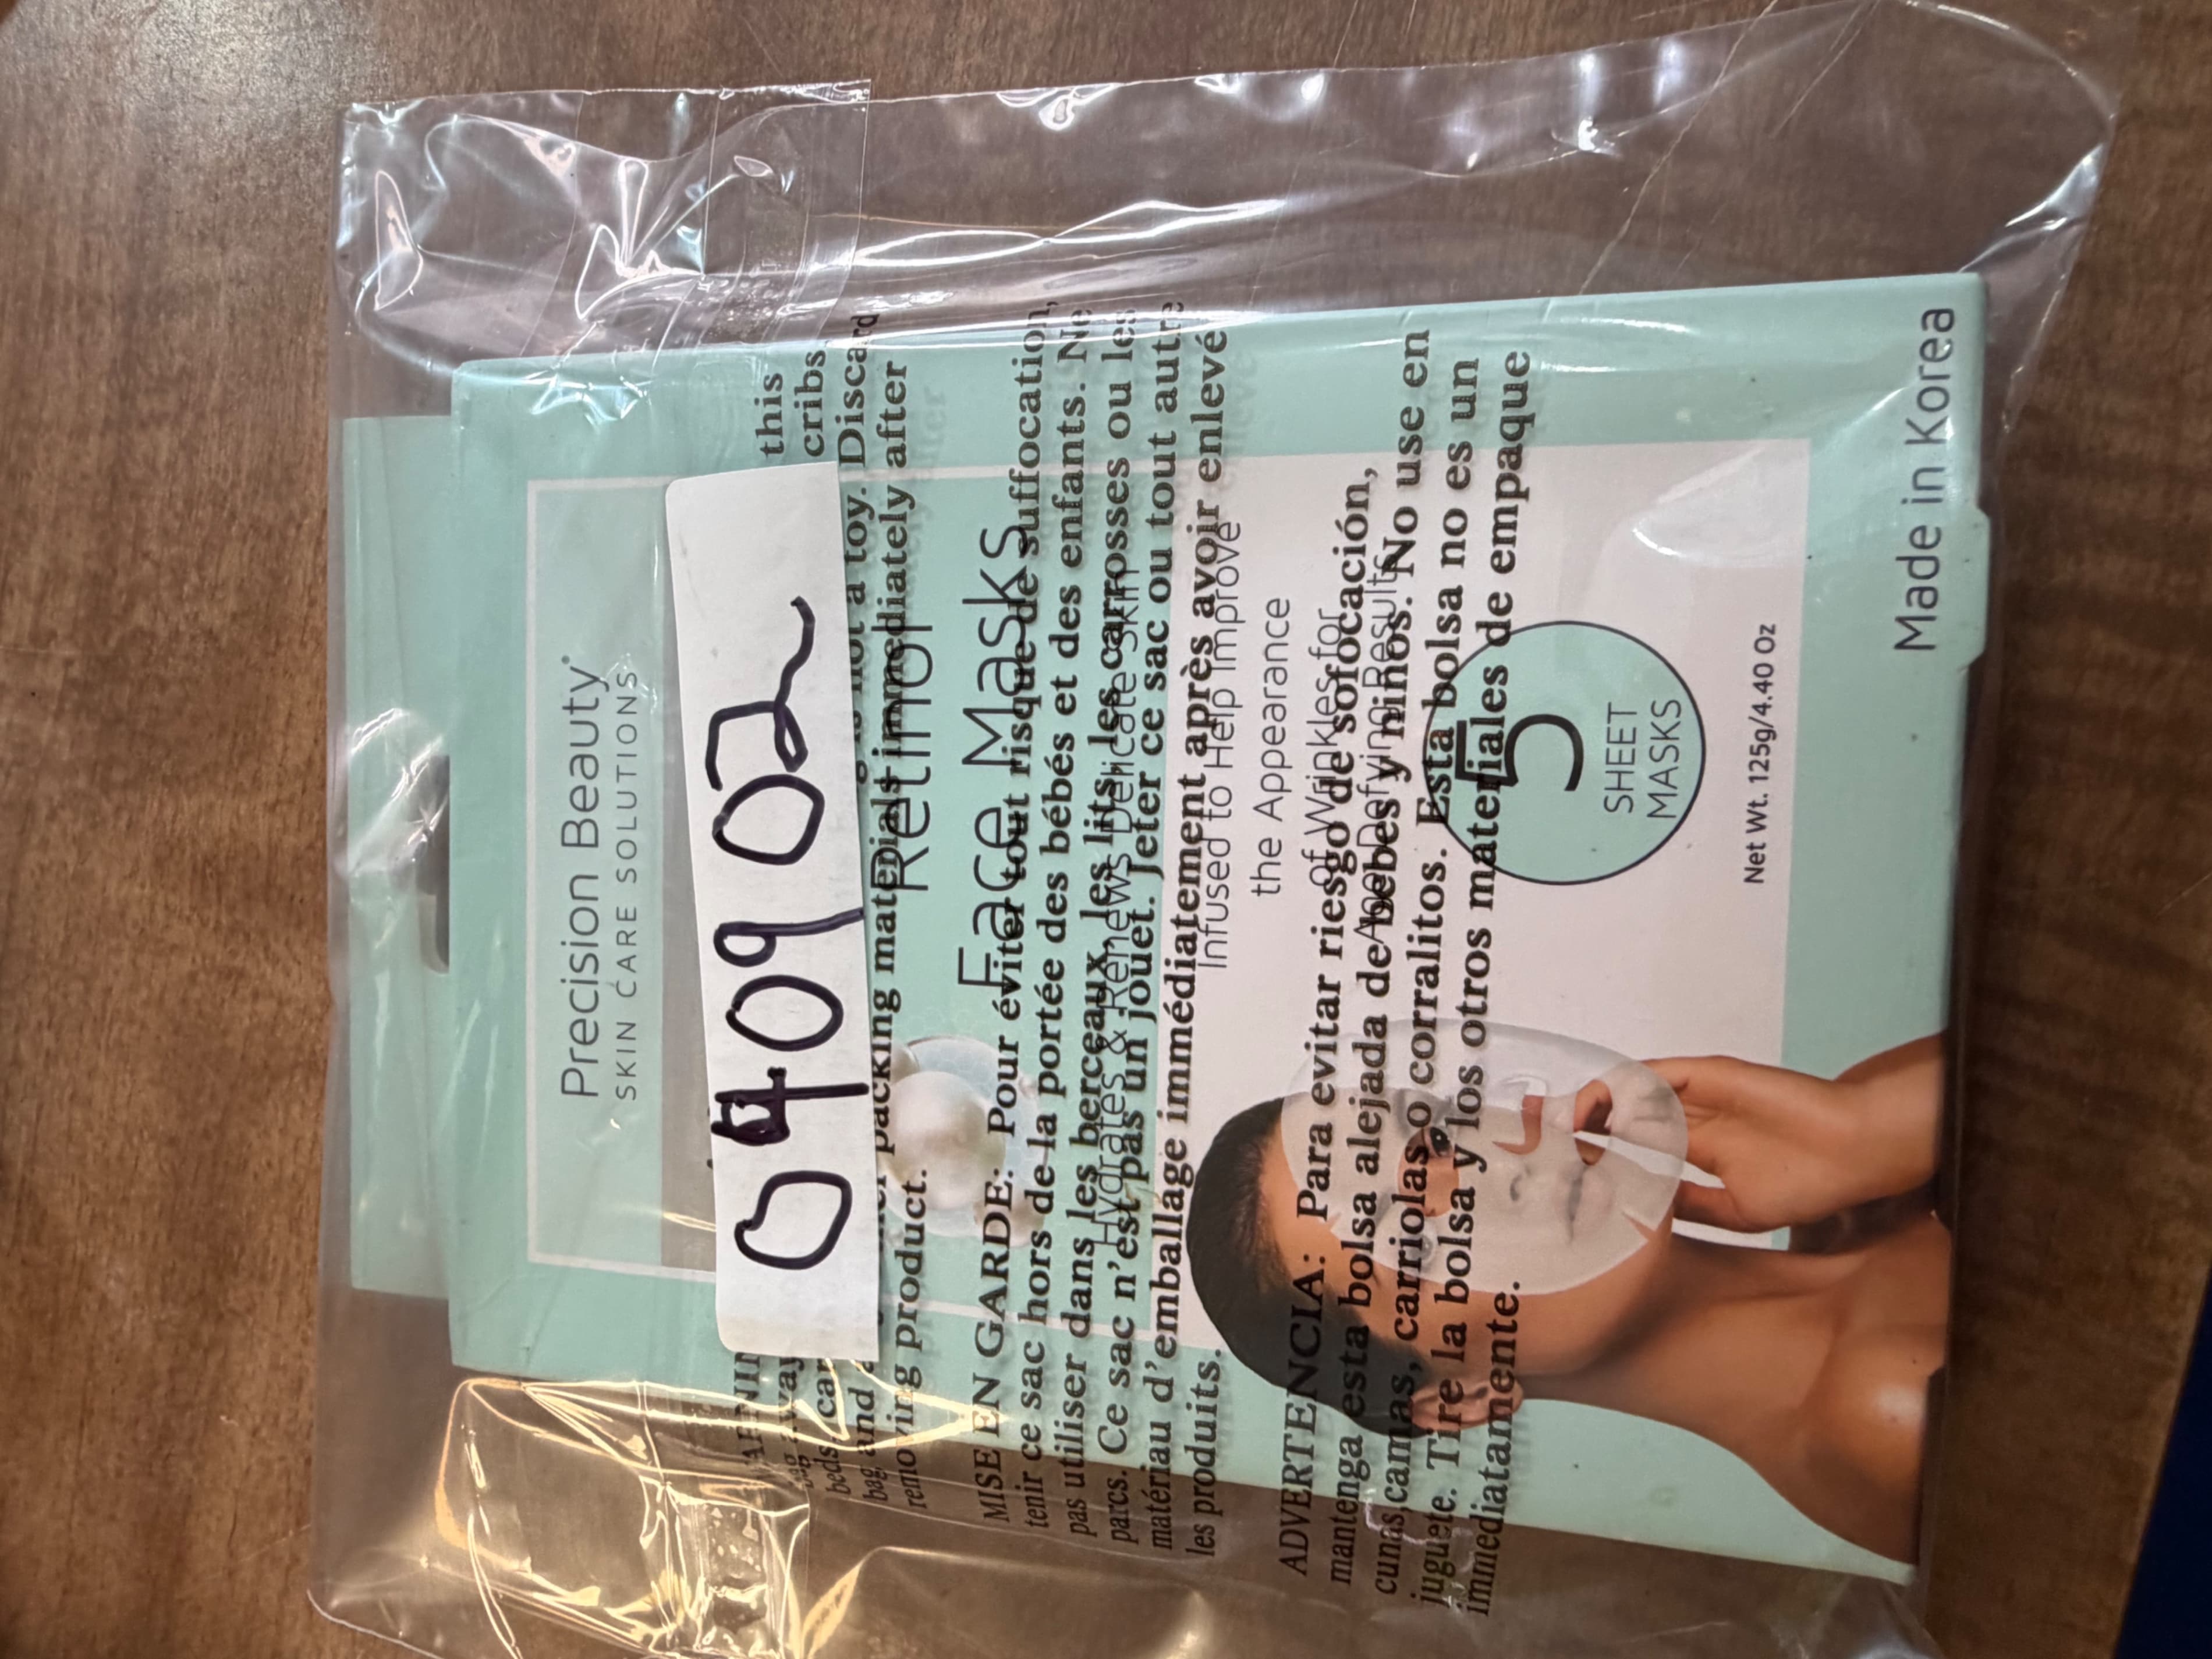 Precision Beauty
SKIN CARE SOLUTIONS
040902
this
cribs,
a toy. Discard
bag and packing materials immediately after
removing product.
MISE EN GARDE: Pour éviter tout risque de suffocation,
tenir ce sac hors de la portée des bébés et des enfants. Ne
pas utiliser dans les berceaux, les lits, les carrosses ou les
parcs. Ce sac n'est pas un jouet. Jeter ce sac ou tout autre
matériau d'emballage immédiatement après avoir enlevé
les produits.
ADVERTENCIA: Para evitar riesgo de sofocación,
mantenga esta bolsa alejada de bebes y niños. No use en
cunas, camas, carriolas o corralitos. Esta bolsa no es un
juguete. Tire la bolsa y los otros materiales de empaque
immediatamente.
Retinol
Face Masks
Hydrates & Renews Delicate Skin
Infused to Help Improve
the Appearance
of Wrinkles for
Age Defying Results
5
SHEET
MASKS
Net Wt. 125g/4.40 Oz
Made in Korea